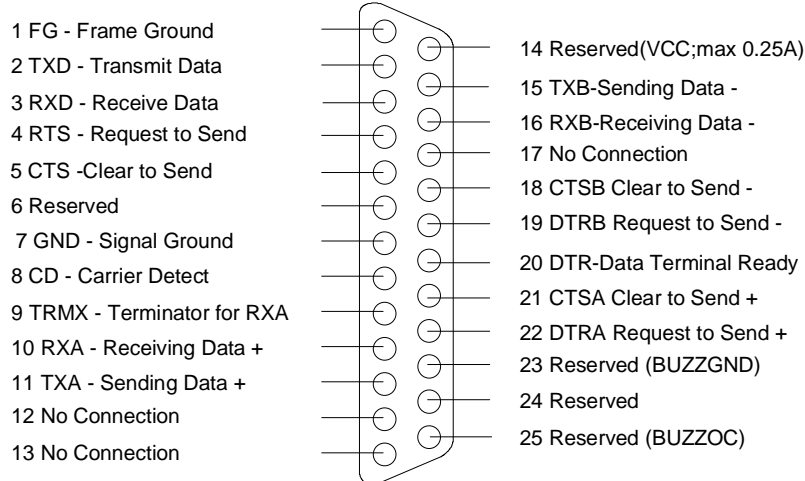 1 FG - Frame Ground
2 TXD - Transmit Data
3 RXD - Receive Data
4 RTS - Request to Send
5 CTS -Clear to Send
6 Reserved
7 GND - Signal Ground
8 CD - Carrier Detect
9 TRMX - Terminator for RXA
10 RXA - Receiving Data +
11 TXA - Sending Data +
12 No Connection
13 No Connection
14 Reserved(VCC;max 0.25A)
15 TXB-Sending Data -
16 RXB-Receiving Data -
17 No Connection
18 CTSB Clear to Send -
19 DTRB Request to Send -
20 DTR-Data Terminal Ready
21 CTSA Clear to Send +
22 DTRA Request to Send +
23 Reserved (BUZZGND)
24 Reserved
25 Reserved (BUZZOC)